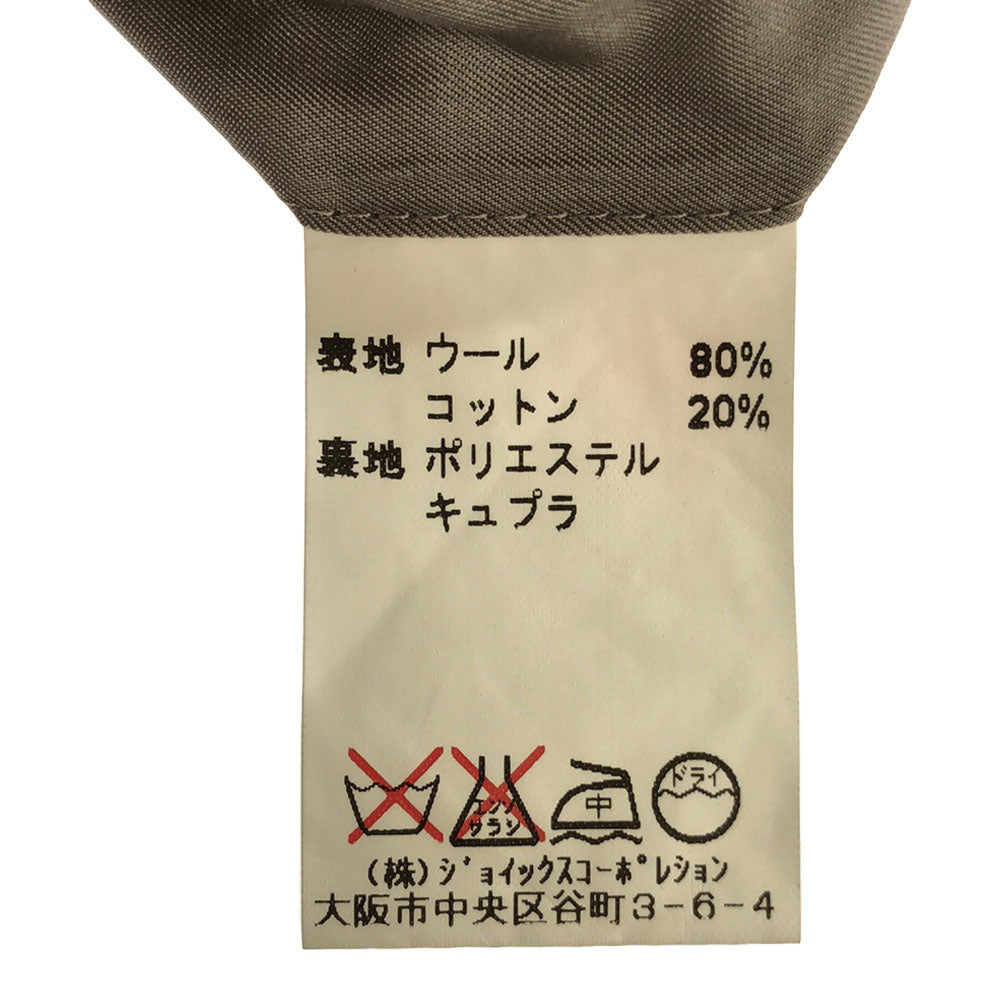 表地 ウール 80%
コットン 20%
裏地 ポリエステル
キュプラ
エンソ
サラシ
中
ドライ
(株)ジョイックスコーポレション
大阪市中央区谷町3-6-4